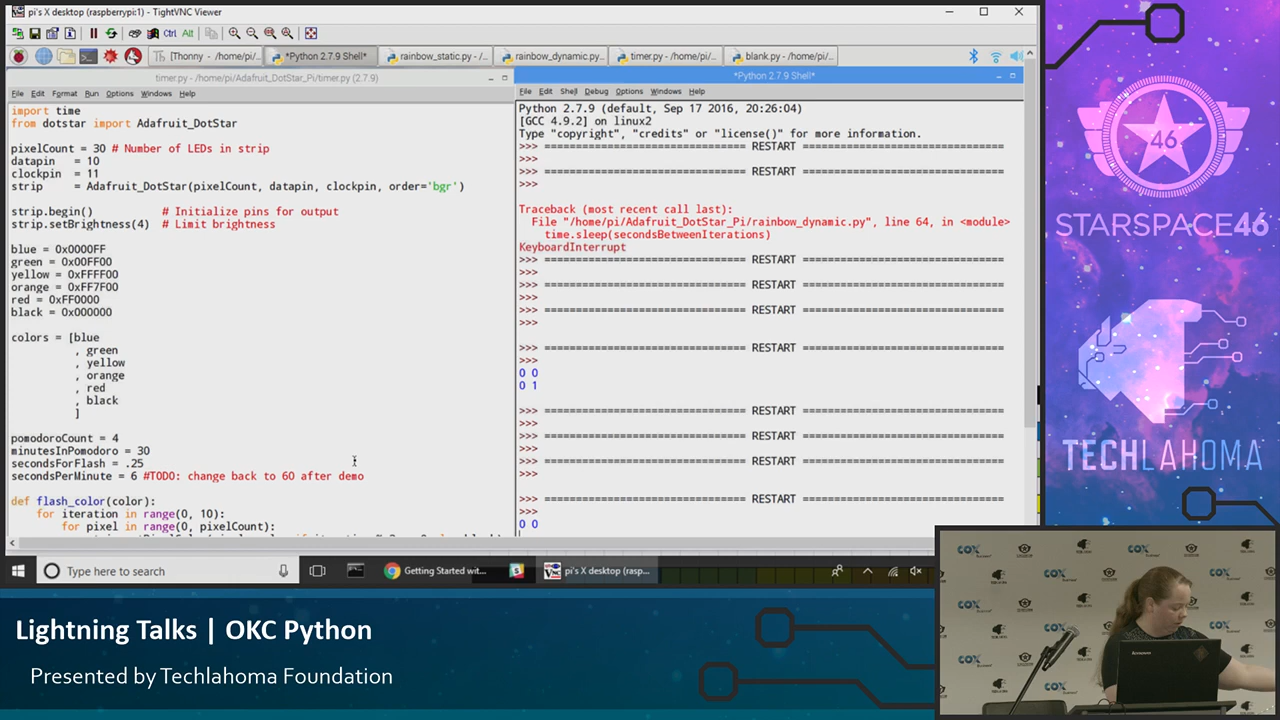 pi's X desktop (raspberrypi:1) - TightVNC Viewer
Ctrl Alt
[Thonny - /home/pi/...
*Python 2.7.9 Shell*
rainbow_static.py - /...
rainbow_dynamic.py...
timer.py - /home/pi/...
blank.py - /home/pi/...
timer.py - /home/pi/Adafruit_DotStar_Pi/timer.py (2.7.9)
File Edit Format Run Options Windows Help
import time
from dotstar import Adafruit_DotStar
pixelCount = 30 # Number of LEDs in strip
datapin = 10
clockpin = 11
strip = Adafruit_DotStar(pixelCount, datapin, clockpin, order='bgr')
strip.begin() # Initialize pins for output
strip.setBrightness(4) # Limit brightness
blue = 0x0000FF
green = 0x00FF00
yellow = 0xFFFF00
orange = 0xFF7F00
red = 0xFF0000
black = 0x000000
colors = [blue
, green
, yellow
, orange
, red
, black
]
pomodoroCount = 4
minutesInPomodoro = 30
secondsForFlash = .25
secondsPerMinute = 6 #TODO: change back to 60 after demo
def flash_color(color):
for iteration in range(0, 10):
for pixel in range(0, pixelCount):
*Python 2.7.9 Shell*
File Edit Shell Debug Options Windows Help
Python 2.7.9 (default, Sep 17 2016, 20:26:04)
[GCC 4.9.2] on linux2
Type "copyright", "credits" or "license()" for more information.
>>> ================================ RESTART ================================
>>>
>>> ================================ RESTART ================================
>>>
Traceback (most recent call last):
File "/home/pi/Adafruit_DotStar_Pi/rainbow_dynamic.py", line 64, in <module>
time.sleep(secondsBetweenIterations)
KeyboardInterrupt
>>> ================================ RESTART ================================
>>>
>>> ================================ RESTART ================================
>>>
>>> ================================ RESTART ================================
>>>
>>> ================================ RESTART ================================
>>>
0 0
0 1
>>> ================================ RESTART ================================
>>>
>>> ================================ RESTART ================================
>>>
>>> ================================ RESTART ================================
>>>
>>> ================================ RESTART ================================
>>>
0 0
Type here to search
Getting Started wit...
pi's X desktop (rasp...
46
STARSPACE46
TECHLAHOMA
COX
Lightning Talks | OKC Python
Presented by Techlahoma Foundation